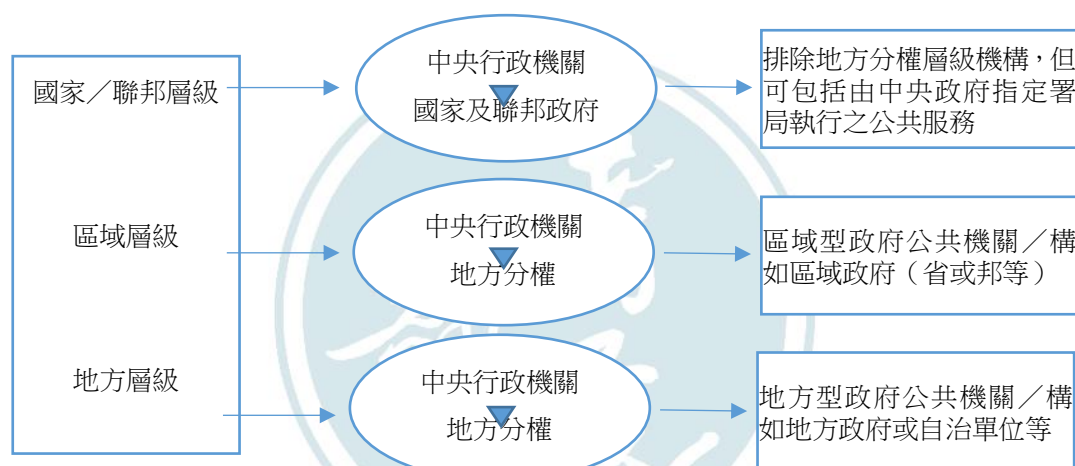 國家／聯邦層級
中央行政機關
國家及聯邦政府
排除地方分權層級機構，但
可包括由中央政府指定署
局執行之公共服務
區域層級
中央行政機關
地方分權
區域型政府公共機關／構
如區域政府（省或邦等）
地方層級
中央行政機關
地方分權
地方型政府公共機關／構
如地方政府或自治單位等